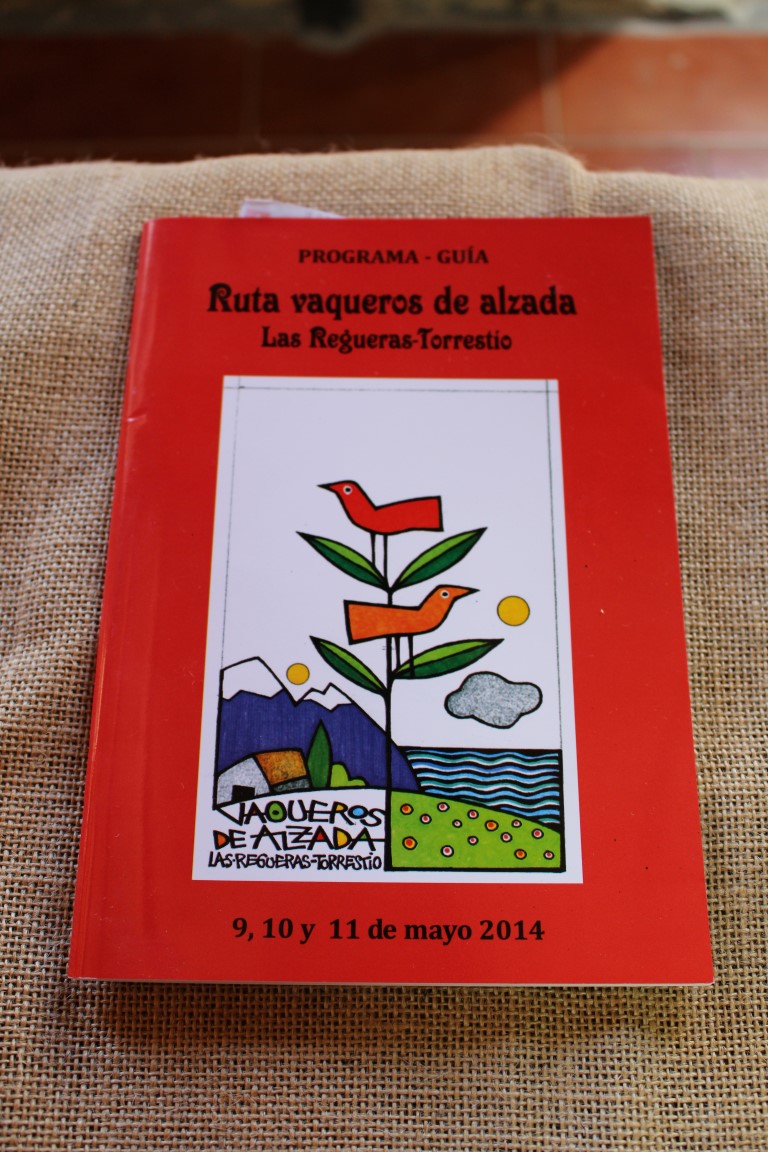 PROGRAMA - GUÍA
Ruta vaqueros de alzada
Las Regueras-Torrestio
VAQUEROS
DE ALZADA
LAS-REGUERAS-TORRESTIO
9, 10 y 11 de mayo 2014